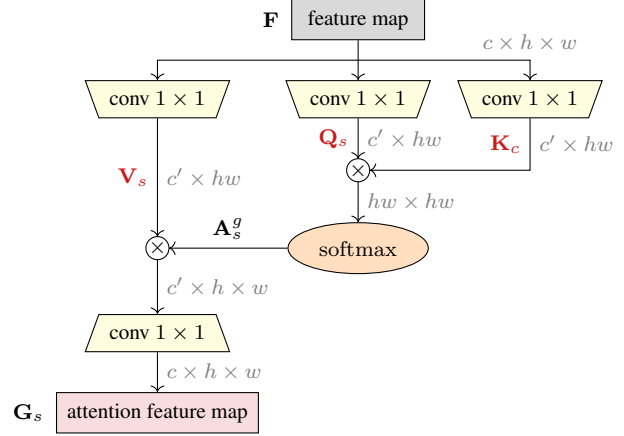 F feature map
c × h × w
conv 1 × 1 conv 1 × 1 conv 1 × 1
Q_s c′ × hw K_c c′ × hw
V_s c′ × hw
×
hw × hw
A_s^g
× softmax
c′ × h × w
conv 1 × 1
c × h × w
G_s attention feature map